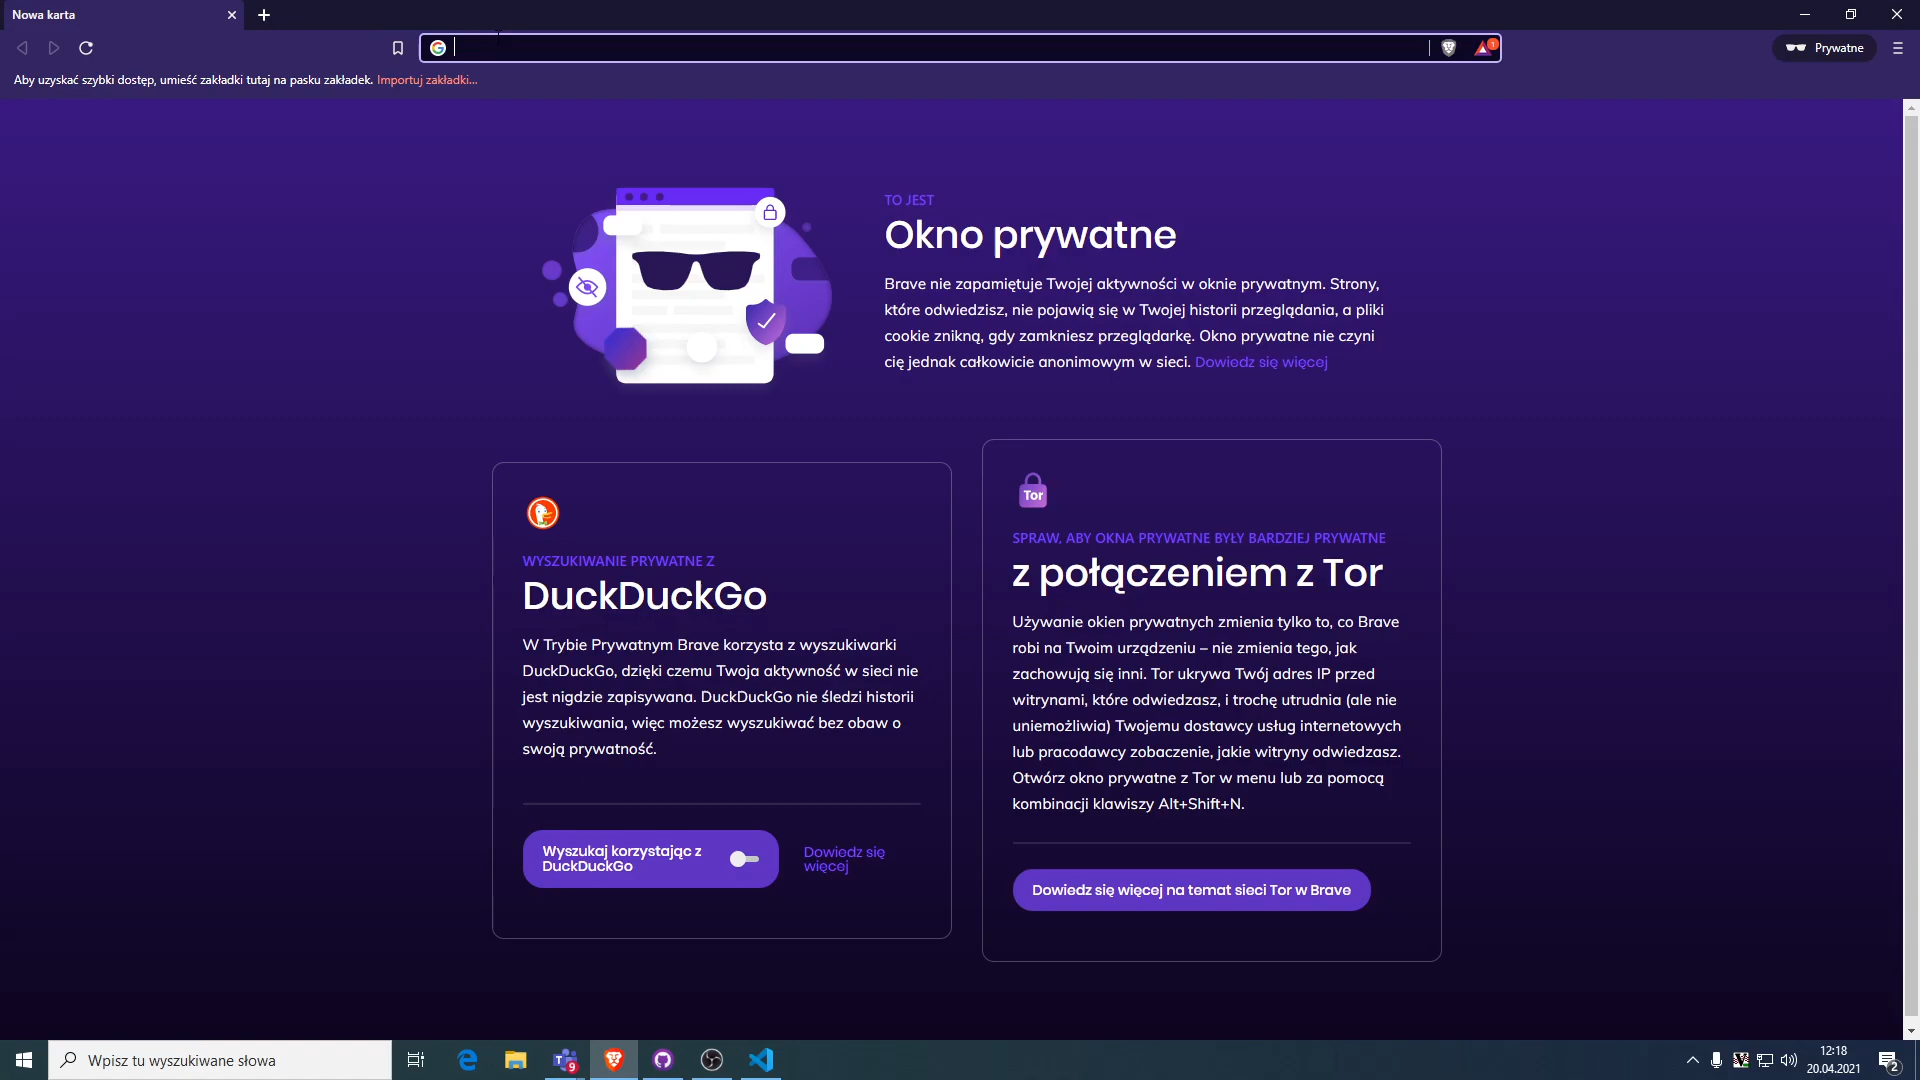 Nowa karta
Prywatne
1
Aby uzyskać szybki dostęp, umieść zakładki tutaj na pasku zakładek. Importuj zakładki...
TO JEST
Okno prywatne
Brave nie zapamiętuje Twojej aktywności w oknie prywatnym. Strony,
które odwiedzisz, nie pojawią się w Twojej historii przeglądania, a pliki
cookie znikną, gdy zamkniesz przeglądarkę. Okno prywatne nie czyni
cię jednak całkowicie anonimowym w sieci. Dowiedz się więcej
WYSZUKIWANIE PRYWATNE Z
DuckDuckGo
W Trybie Prywatnym Brave korzysta z wyszukiwarki
DuckDuckGo, dzięki czemu Twoja aktywność w sieci nie
jest nigdzie zapisywana. DuckDuckGo nie śledzi historii
wyszukiwania, więc możesz wyszukiwać bez obaw o
swoją prywatność.
Wyszukaj korzystając z
DuckDuckGo
Dowiedz się
więcej
Tor
SPRAW, ABY OKNA PRYWATNE BYŁY BARDZIEJ PRYWATNE
z połączeniem z Tor
Używanie okien prywatnych zmienia tylko to, co Brave
robi na Twoim urządzeniu – nie zmienia tego, jak
zachowują się inni. Tor ukrywa Twój adres IP przed
witrynami, które odwiedzasz, i trochę utrudnia (ale nie
uniemożliwia) Twojemu dostawcy usług internetowych
lub pracodawcy zobaczenie, jakie witryny odwiedzasz.
Otwórz okno prywatne z Tor w menu lub za pomocą
kombinacji klawiszy Alt+Shift+N.
Dowiedz się więcej na temat sieci Tor w Brave
Wpisz tu wyszukiwane słowa
T
9
12:18
20.04.2021
2